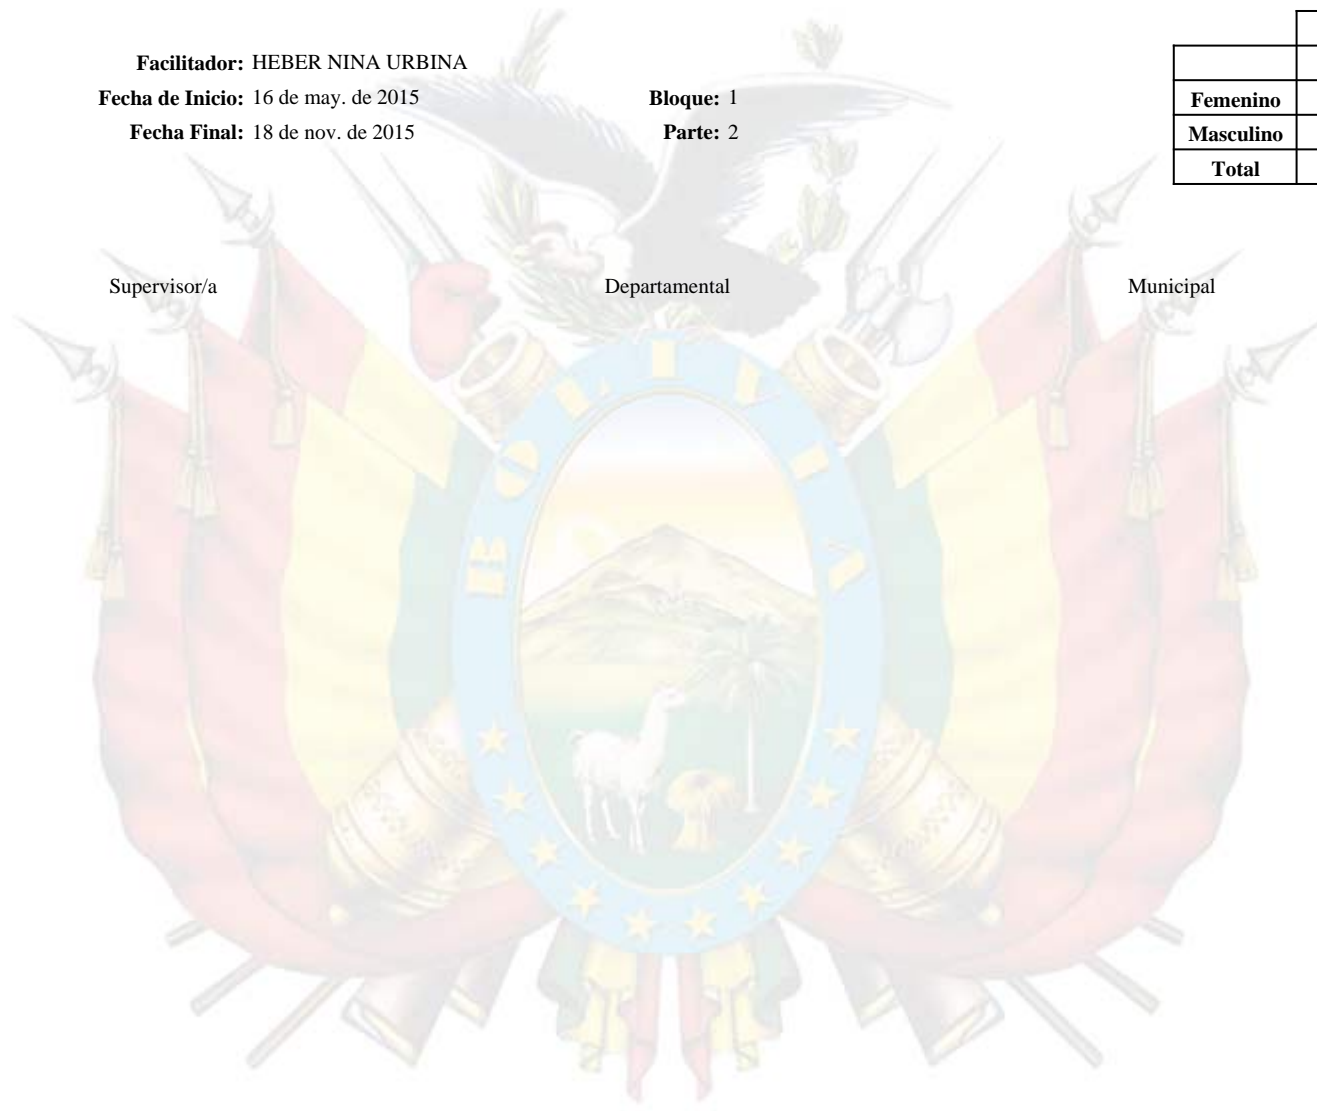 Facilitador: HEBER NINA URBINA
Fecha de Inicio: 16 de may. de 2015 Bloque: 1
Fecha Final: 18 de nov. de 2015 Parte: 2
Femenino
Masculino
Total
Supervisor/a Departamental Municipal
BOLIVIA